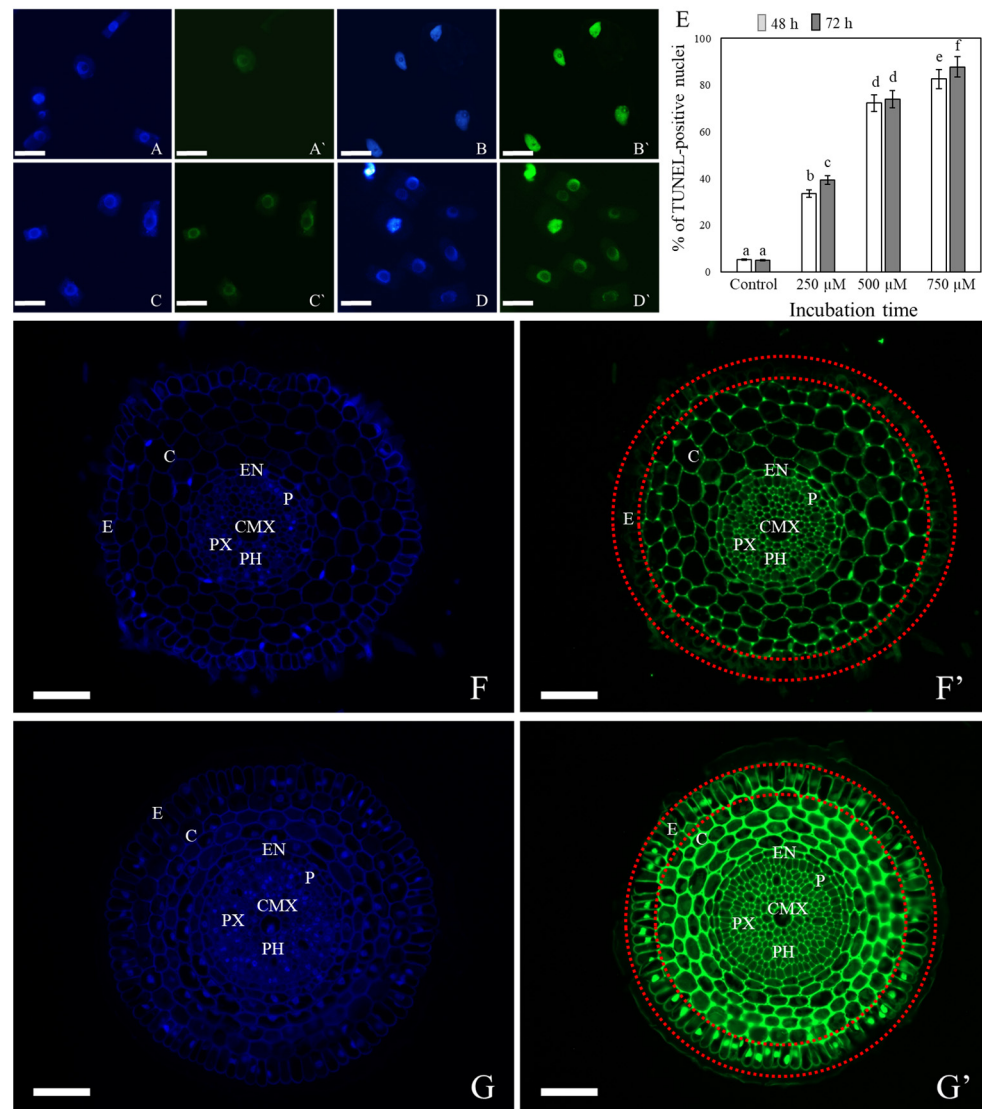 A
A`
B
B`
C
C`
D
D`
E
48 h
72 h
% of TUNEL-positive nuclei
100
80
60
40
20
0
a
a
b
c
d
d
e
f
Control
250 µM
500 µM
750 µM
Incubation time
C
EN
P
E
CMX
PX
PH
F
C
EN
P
E
CMX
PX
PH
F’
E
C
EN
P
CMX
PX
PH
G
E
C
EN
P
CMX
PX
PH
G’